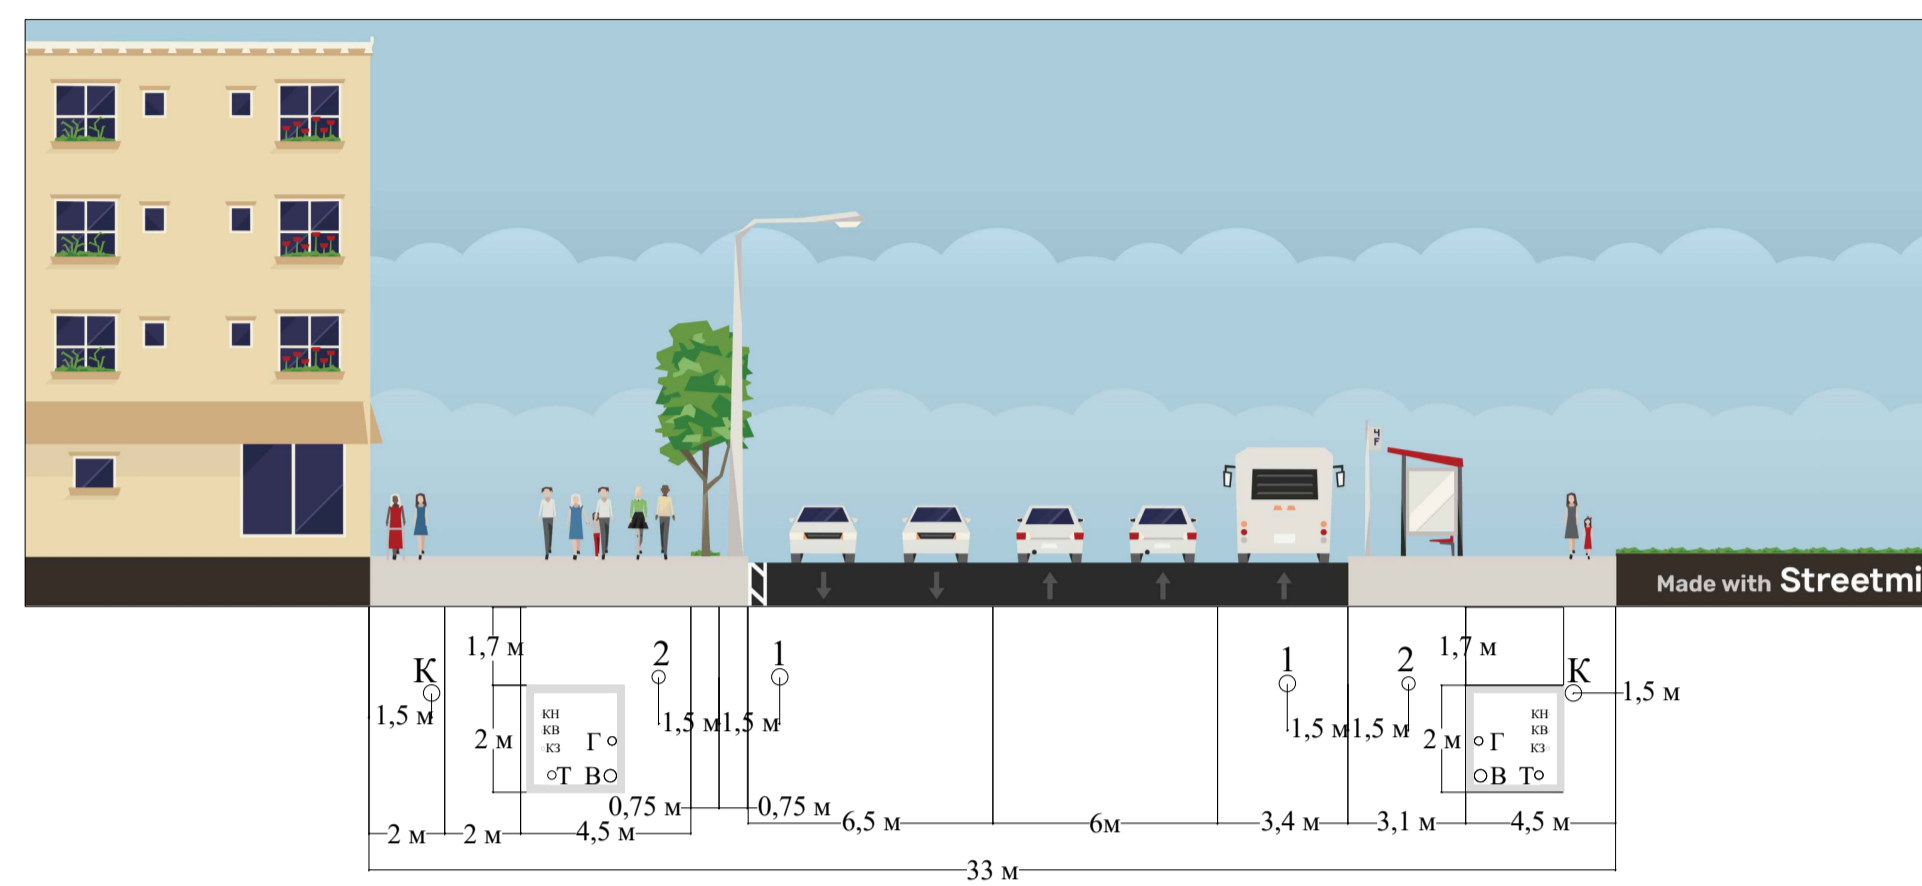 4
F
Made with Streetmi
1,7 м
2
1
1
2
1,7 м
К
К
1,5 м
1,5 м
1,5 м
1,5 м
1,5 м
1,5 м
КН
КВ
КЗ
Г
Т
В
2 м
2 м
Г
КН
КВ
КЗ
В
Т
0,75 м
0,75 м
2 м
2 м
4,5 м
6,5 м
6м
3,4 м
3,1 м
4,5 м
33 м